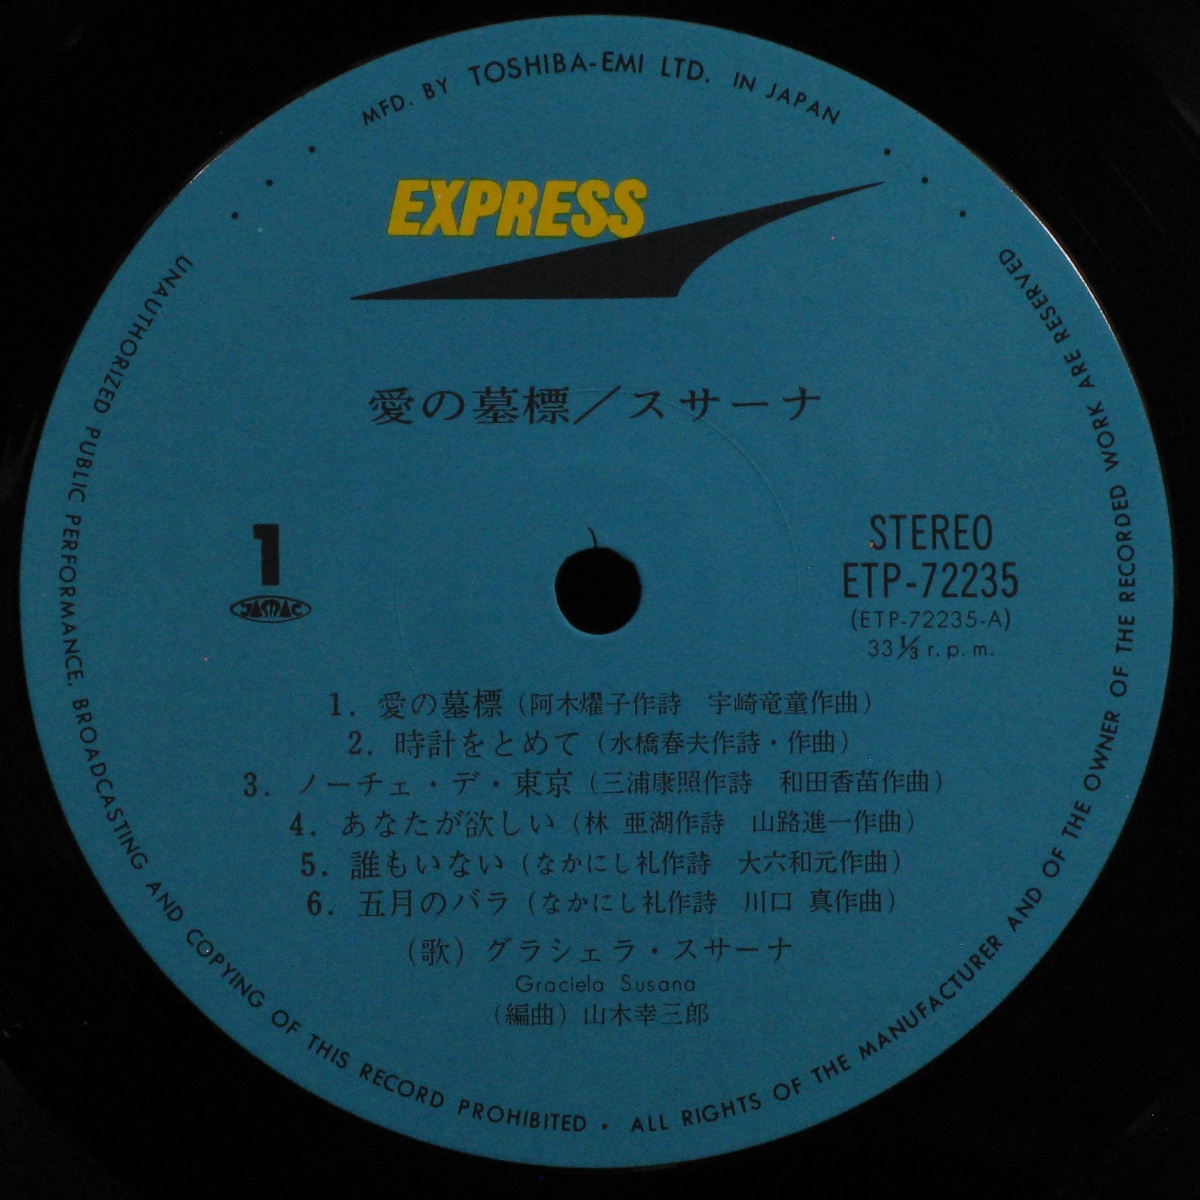 MFD. BY TOSHIBA-EMI LTD. IN JAPAN
EXPRESS
愛の墓標／スサーナ
1
JASRAC
STEREO
ETP-72235
(ETP-72235-A)
33 1/3 r.p.m.
1. 愛の墓標（阿木燿子作詩　宇崎竜童作曲）
2. 時計をとめて（水橋春夫作詩・作曲）
3. ノーチェ・デ・東京（三浦康照作詩　和田香苗作曲）
4. あなたが欲しい（林 亜湖作詩　山路進一作曲）
5. 誰もいない（なかにし礼作詩　大六和元作曲）
6. 五月のバラ（なかにし礼作詩　川口 真作曲）
（歌）グラシェラ・スサーナ
Graciela Susana
（編曲）山木幸三郎
UNAUTHORIZED PUBLIC PERFORMANCE, BROADCASTING AND COPYING OF THIS RECORD PROHIBITED • ALL RIGHTS OF THE MANUFACTURER AND OF THE OWNER OF THE RECORDED WORK ARE RESERVED